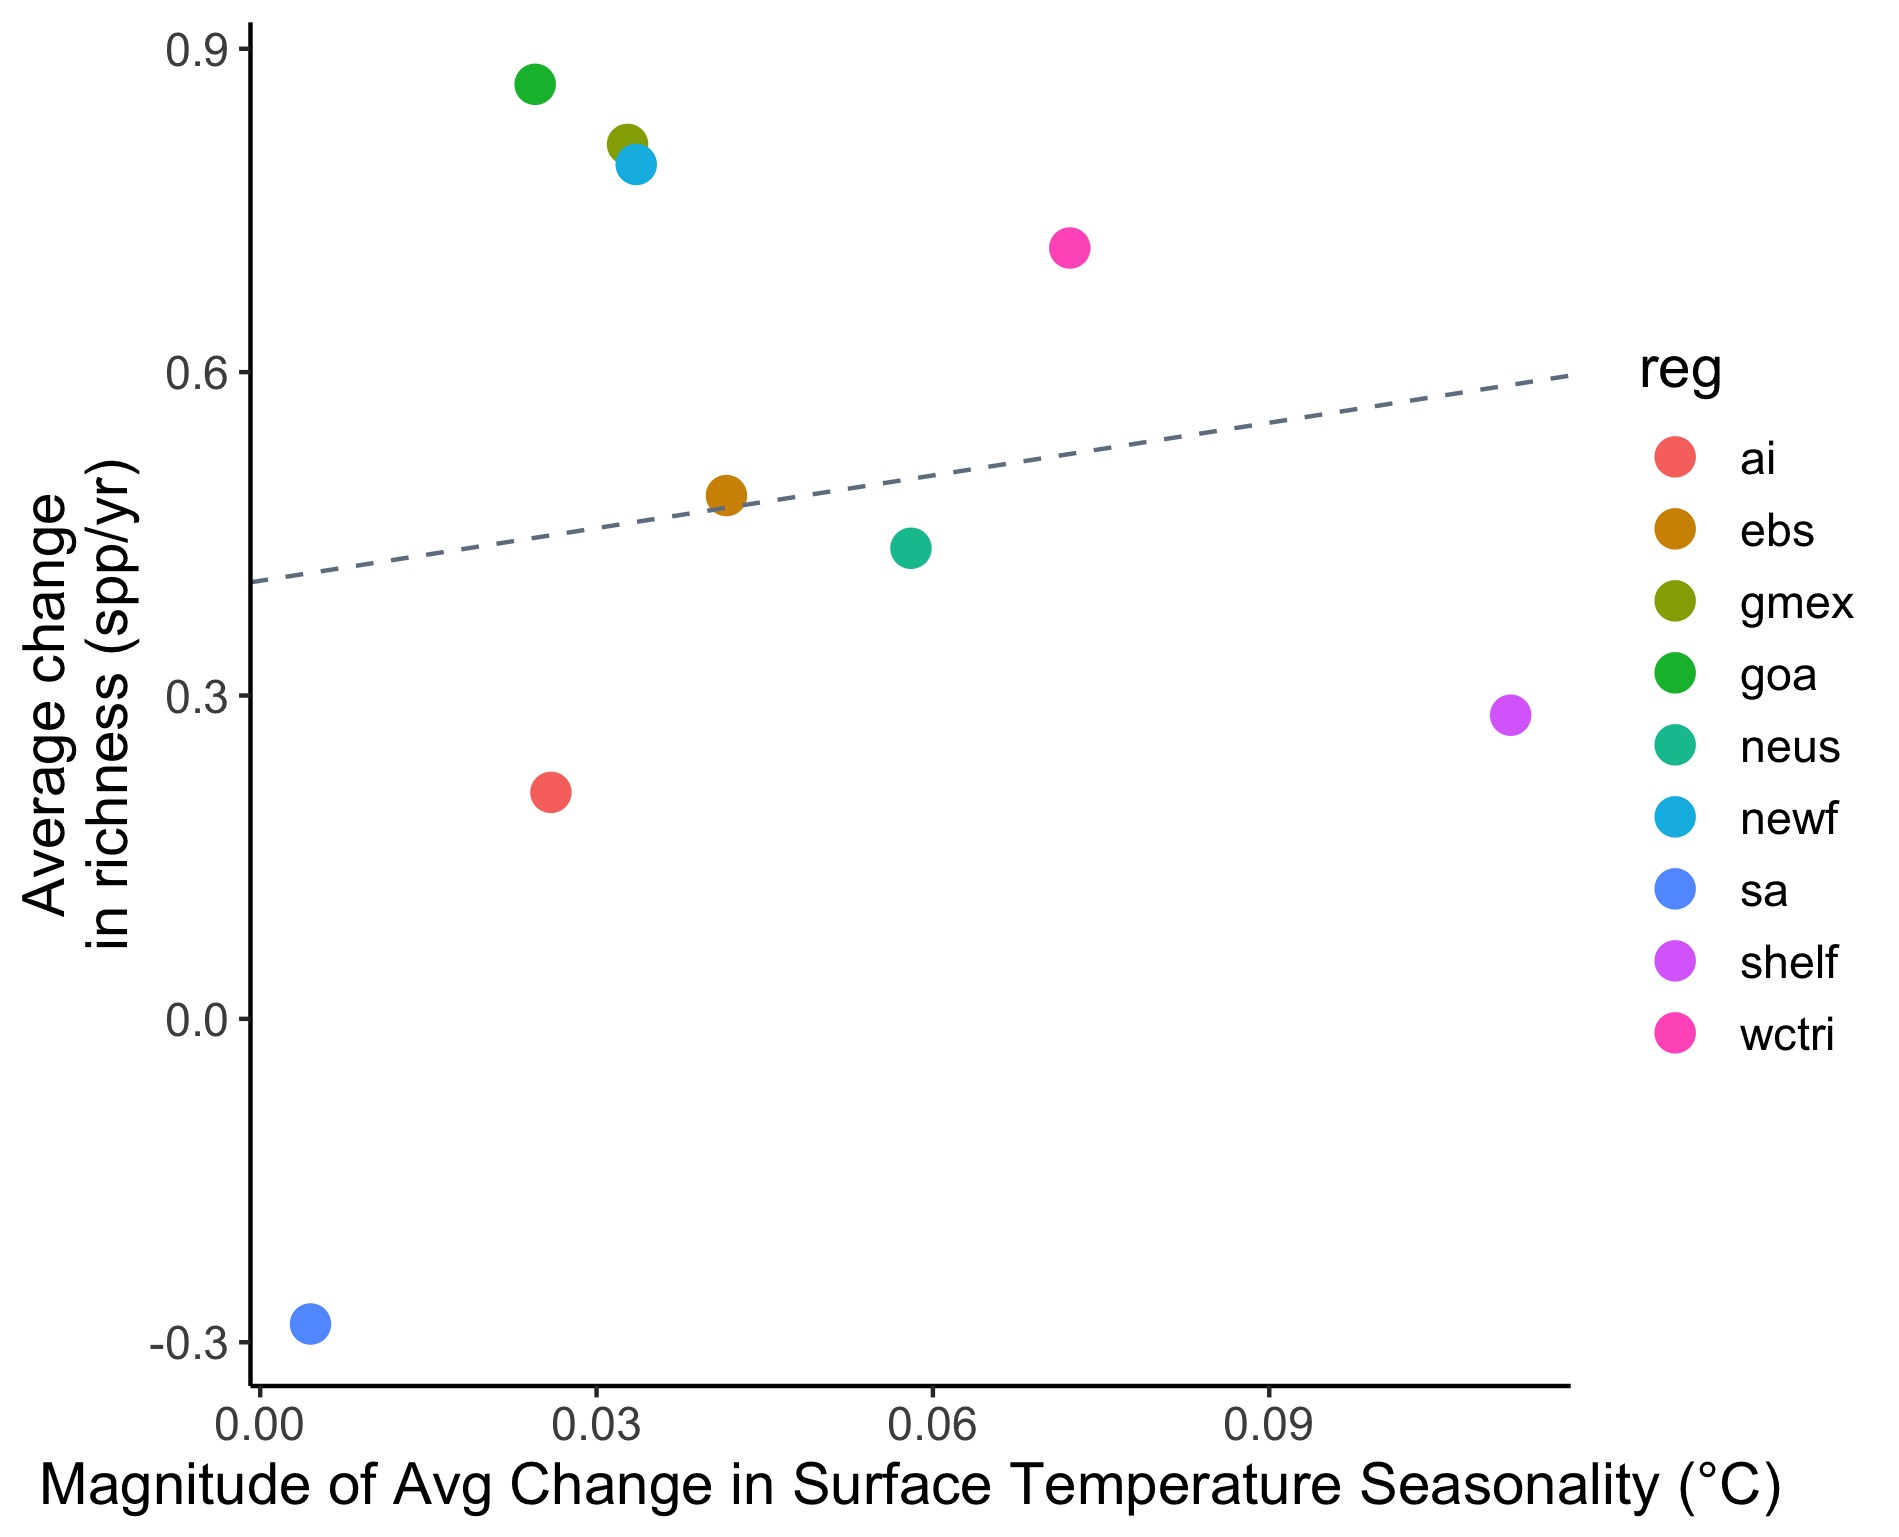 Average change
in richness (spp/yr)
0.9
0.6
0.3
0.0
-0.3
0.00 0.03 0.06 0.09
Magnitude of Avg Change in Surface Temperature Seasonality (°C)
reg
ai
ebs
gmex
goa
neus
newf
sa
shelf
wctri